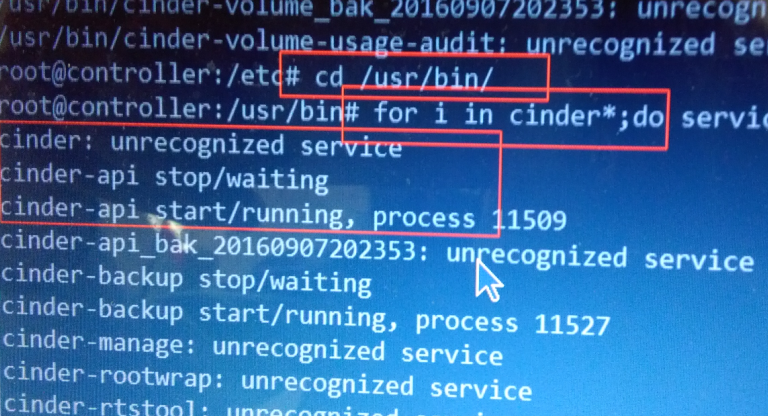 /usr/bin/cinder-volume_bak_20160907202353: unrecogn
/usr/bin/cinder-volume-usage-audit: unrecognized se
root@controller:/etc# cd /usr/bin/
root@controller:/usr/bin# for i in cinder*;do servic
cinder: unrecognized service
cinder-api stop/waiting
cinder-api start/running, process 11509
cinder-api_bak_20160907202353: unrecognized service
cinder-backup stop/waiting
cinder-backup start/running, process 11527
cinder-manage: unrecognized service
cinder-rootwrap: unrecognized service
cinder-rtstool: unrecognized service